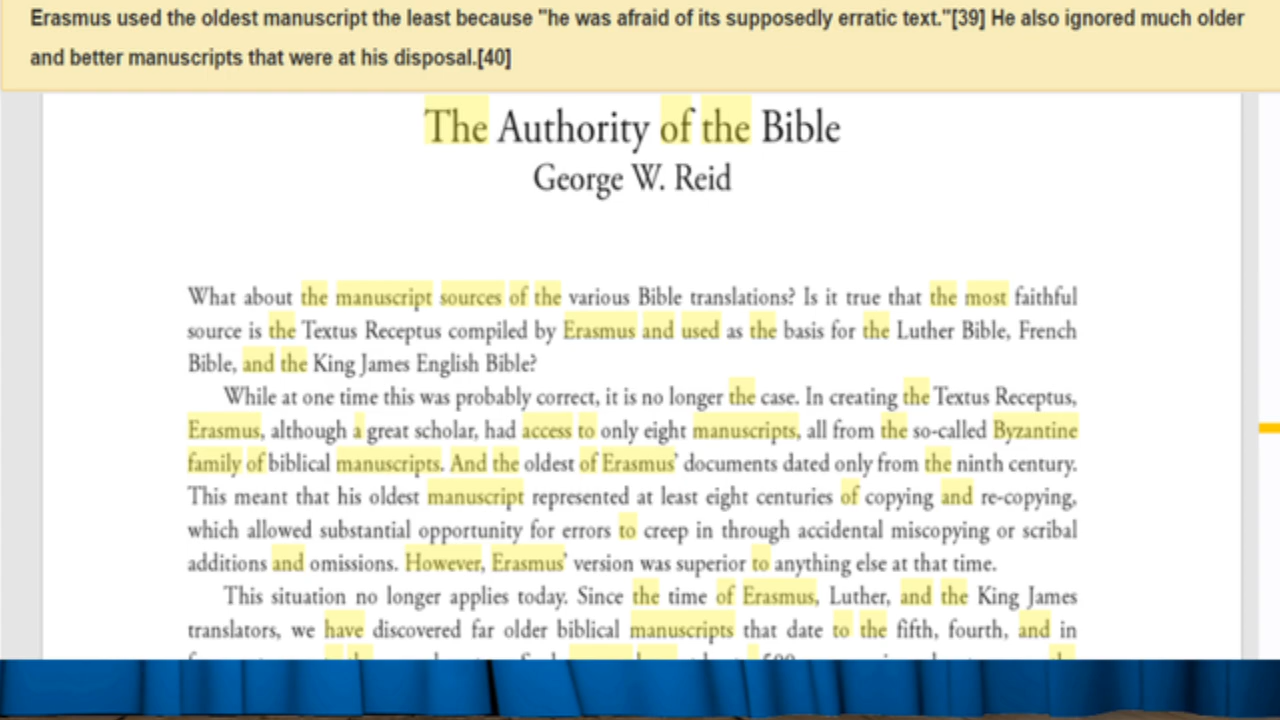 Erasmus used the oldest manuscript the least because "he was afraid of its supposedly erratic text."[39] He also ignored much older
and better manuscripts that were at his disposal.[40]
The Authority of the Bible
George W. Reid
What about the manuscript sources of the various Bible translations? Is it true that the most faithful
source is the Textus Receptus compiled by Erasmus and used as the basis for the Luther Bible, French
Bible, and the King James English Bible?
While at one time this was probably correct, it is no longer the case. In creating the Textus Receptus,
Erasmus, although a great scholar, had access to only eight manuscripts, all from the so-called Byzantine
family of biblical manuscripts. And the oldest of Erasmus' documents dated only from the ninth century.
This meant that his oldest manuscript represented at least eight centuries of copying and re-copying,
which allowed substantial opportunity for errors to creep in through accidental miscopying or scribal
additions and omissions. However, Erasmus' version was superior to anything else at that time.
This situation no longer applies today. Since the time of Erasmus, Luther, and the King James
translators, we have discovered far older biblical manuscripts that date to the fifth, fourth, and in